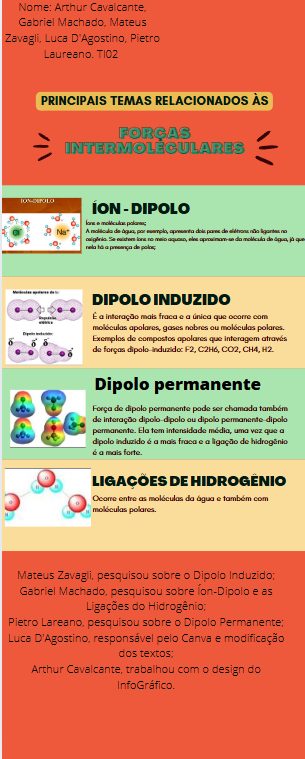 Nome: Arthur Cavalcante,
Gabriel Machado, Mateus
Zavagli, Luca D'Agostino, Pietro
Laureano. TI02
PRINCIPAIS TEMAS RELACIONADOS ÀS
FORÇAS
INTERMOLECULARES
ÍON-DIPOLO
Na⁺
ÍON - DIPOLO
Íons e moléculas polares;
A molécula de água, por exemplo, apresenta dois pares de elétrons não ligantes no
oxigênio. Se existem íons no meio aquoso, eles aproximam-se da molécula de água, já que
nela há a presença de polos;
Moléculas apolares de I₂:
Repulsão
elétrica
Dipolo induzido:
DIPOLO INDUZIDO
É a interação mais fraca e a única que ocorre com
moléculas apolares, gases nobres ou moléculas polares.
Exemplos de compostos apolares que interagem através
de forças dipolo-induzido: F2, C2H6, CO2, CH4, H2.
Dipolo permanente
Força de dipolo permanente pode ser chamada também
de interação dipolo-dipolo ou dipolo permanente-dipolo
permanente. Ela tem intensidade média, uma vez que a
dipolo induzido é a mais fraca e a ligação de hidrogênio
é a mais forte.
LIGAÇÕES DE HIDROGÊNIO
Ocorre entre as moléculas da água e também com
moléculas polares.
Mateus Zavagli, pesquisou sobre o Dipolo Induzido;
Gabriel Machado, pesquisou sobre Íon-Dipolo e as
Ligações do Hidrogênio;
Pietro Lareano, pesquisou sobre o Dipolo Permanente;
Luca D'Agostino, responsável pelo Canva e modificação
dos textos;
Arthur Cavalcante, trabalhou com o design do
InfoGráfico.